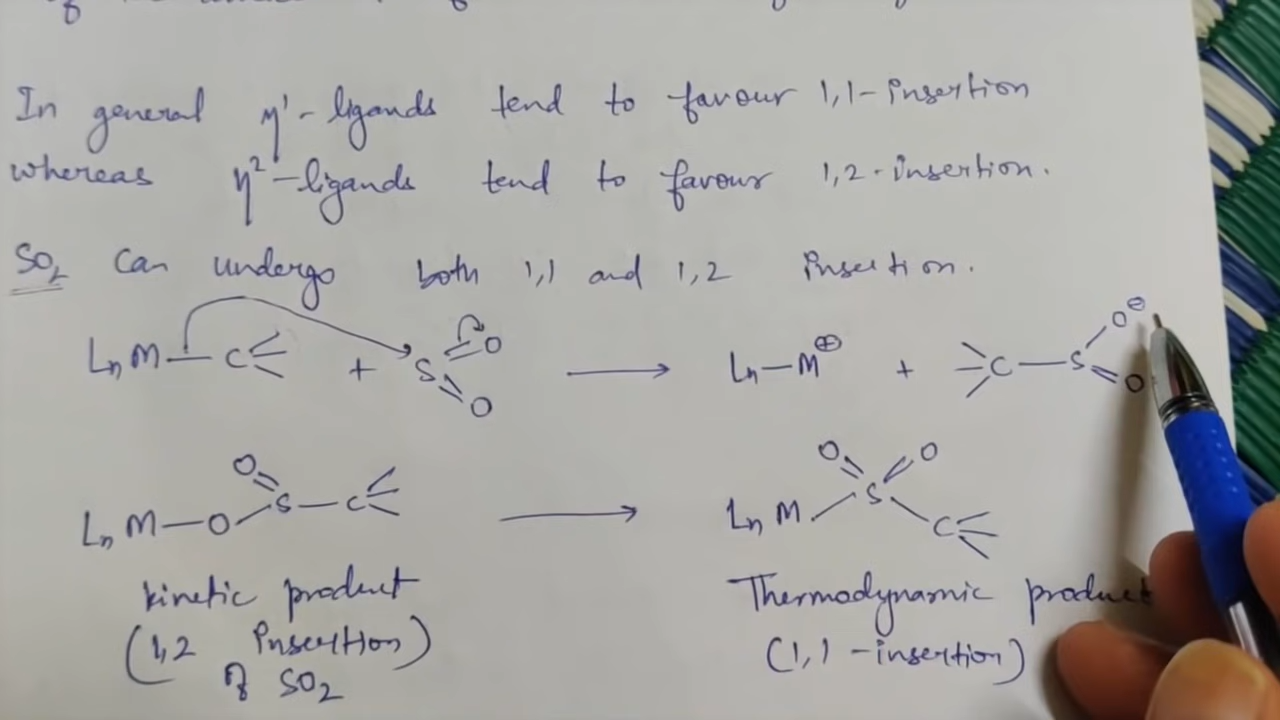 In general η¹-ligands tend to favour 1,1-insertion
whereas η²-ligands tend to favour 1,2-insertion.
SO₂ can undergo both 1,1 and 1,2 insertion.
LₙM—C + S=O =O → Lₙ—M⊕ + C—S—O⊖ =O
LₙM—O—S(=O)—C → LₙM—S(=O)(=O)—C
kinetic product Thermodynamic product
(1,2 insertion) (1,1-insertion)
of SO₂